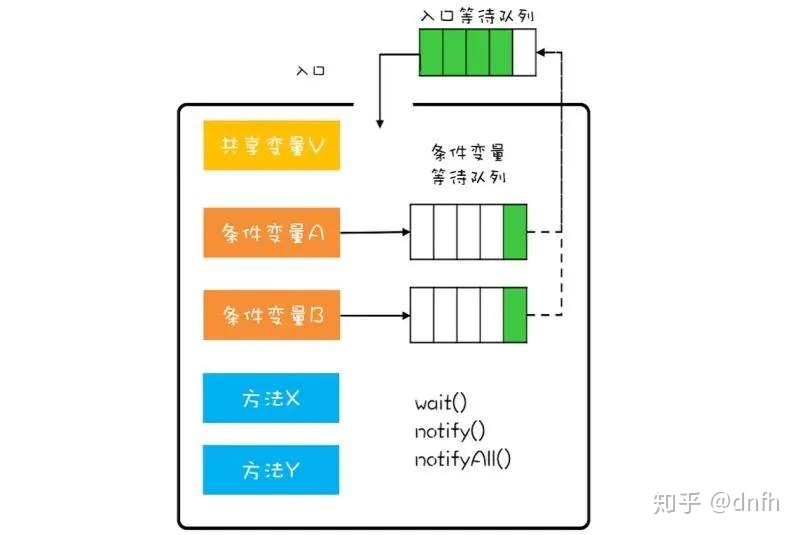 入口等待队列
入口
共享变量V
条件变量
等待队列
条件变量A
条件变量B
方法X
wait()
notify()
notifyAll()
方法Y
知乎 @dnfh